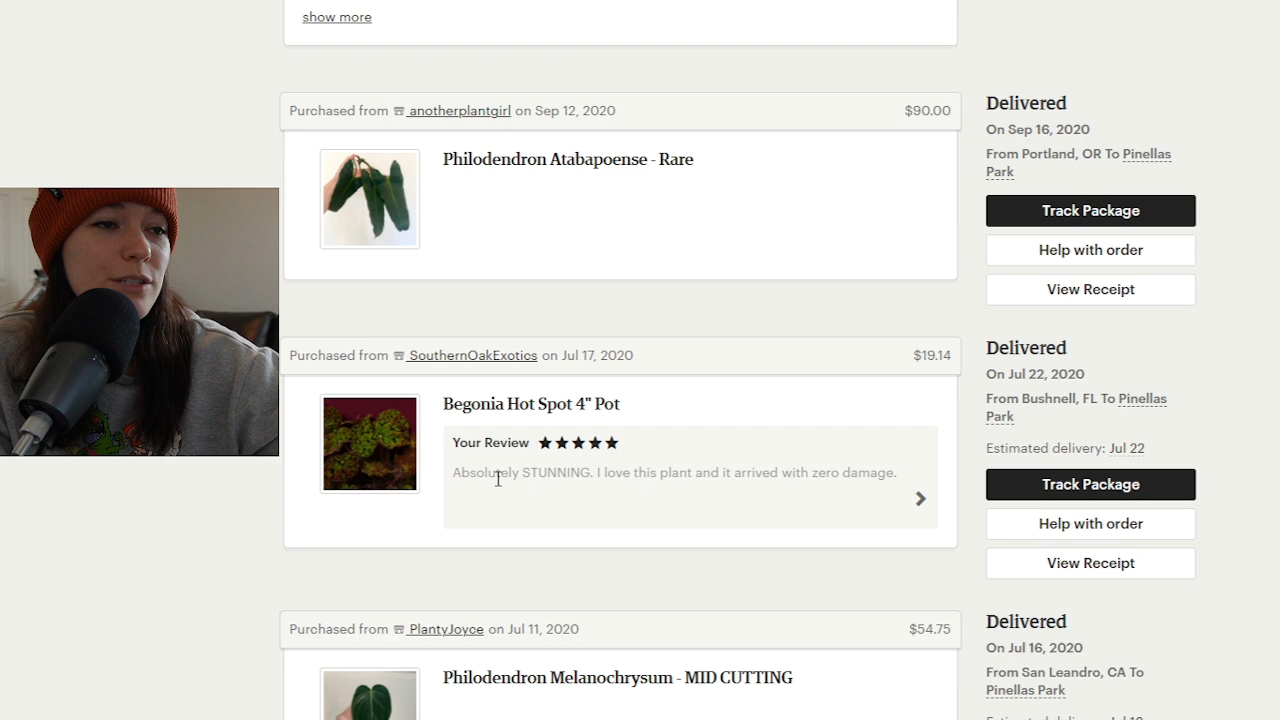 show more
Purchased from anotherplantgirl on Sep 12, 2020 $90.00
Philodendron Atabapoense - Rare
Delivered
On Sep 16, 2020
From Portland, OR To Pinellas
Park
Track Package
Help with order
View Receipt
Purchased from SouthernOakExotics on Jul 17, 2020 $19.14
Begonia Hot Spot 4" Pot
Your Review ★★★★★
Absolutely STUNNING. I love this plant and it arrived with zero damage.
Delivered
On Jul 22, 2020
From Bushnell, FL To Pinellas
Park
Estimated delivery: Jul 22
Track Package
Help with order
View Receipt
Purchased from PlantyJoyce on Jul 11, 2020 $54.75
Philodendron Melanochrysum - MID CUTTING
Delivered
On Jul 16, 2020
From San Leandro, CA To
Pinellas Park